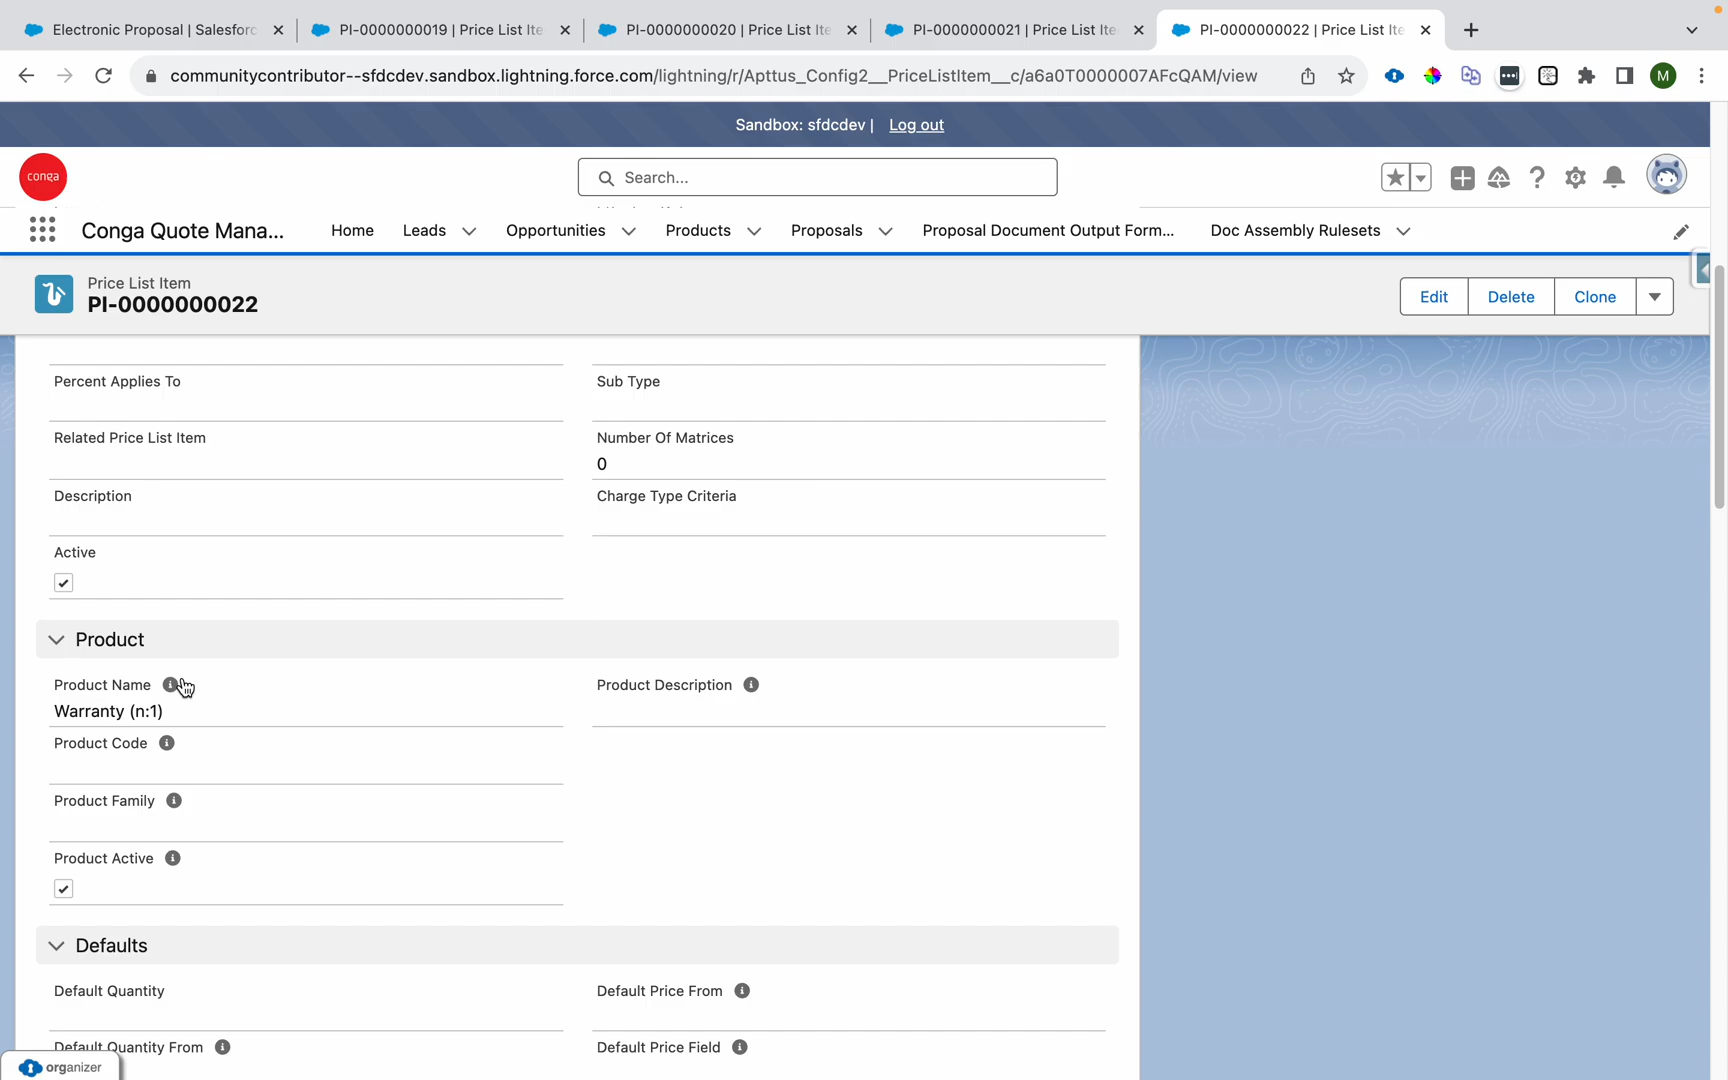 Electronic Proposal | Salesforc
PI-0000000019 | Price List Ite
PI-0000000020 | Price List Ite
PI-0000000021 | Price List Ite
PI-0000000022 | Price List Ite
communitycontributor--sfdcdev.sandbox.lightning.force.com/lightning/r/Apttus_Config2__PriceListItem__c/a6a0T0000007AFcQAM/view
M
Sandbox: sfdcdev | Log out
conga
Search...
Conga Quote Mana...
Home
Leads
Opportunities
Products
Proposals
Proposal Document Output Form...
Doc Assembly Rulesets
Price List Item
PI-0000000022
Edit
Delete
Clone
Percent Applies To
Sub Type
Related Price List Item
Number Of Matrices
0
Description
Charge Type Criteria
Active
Product
Product Name
Product Description
Warranty (n:1)
Product Code
Product Family
Product Active
Defaults
Default Quantity
Default Price From
Default Quantity From
Default Price Field
organizer